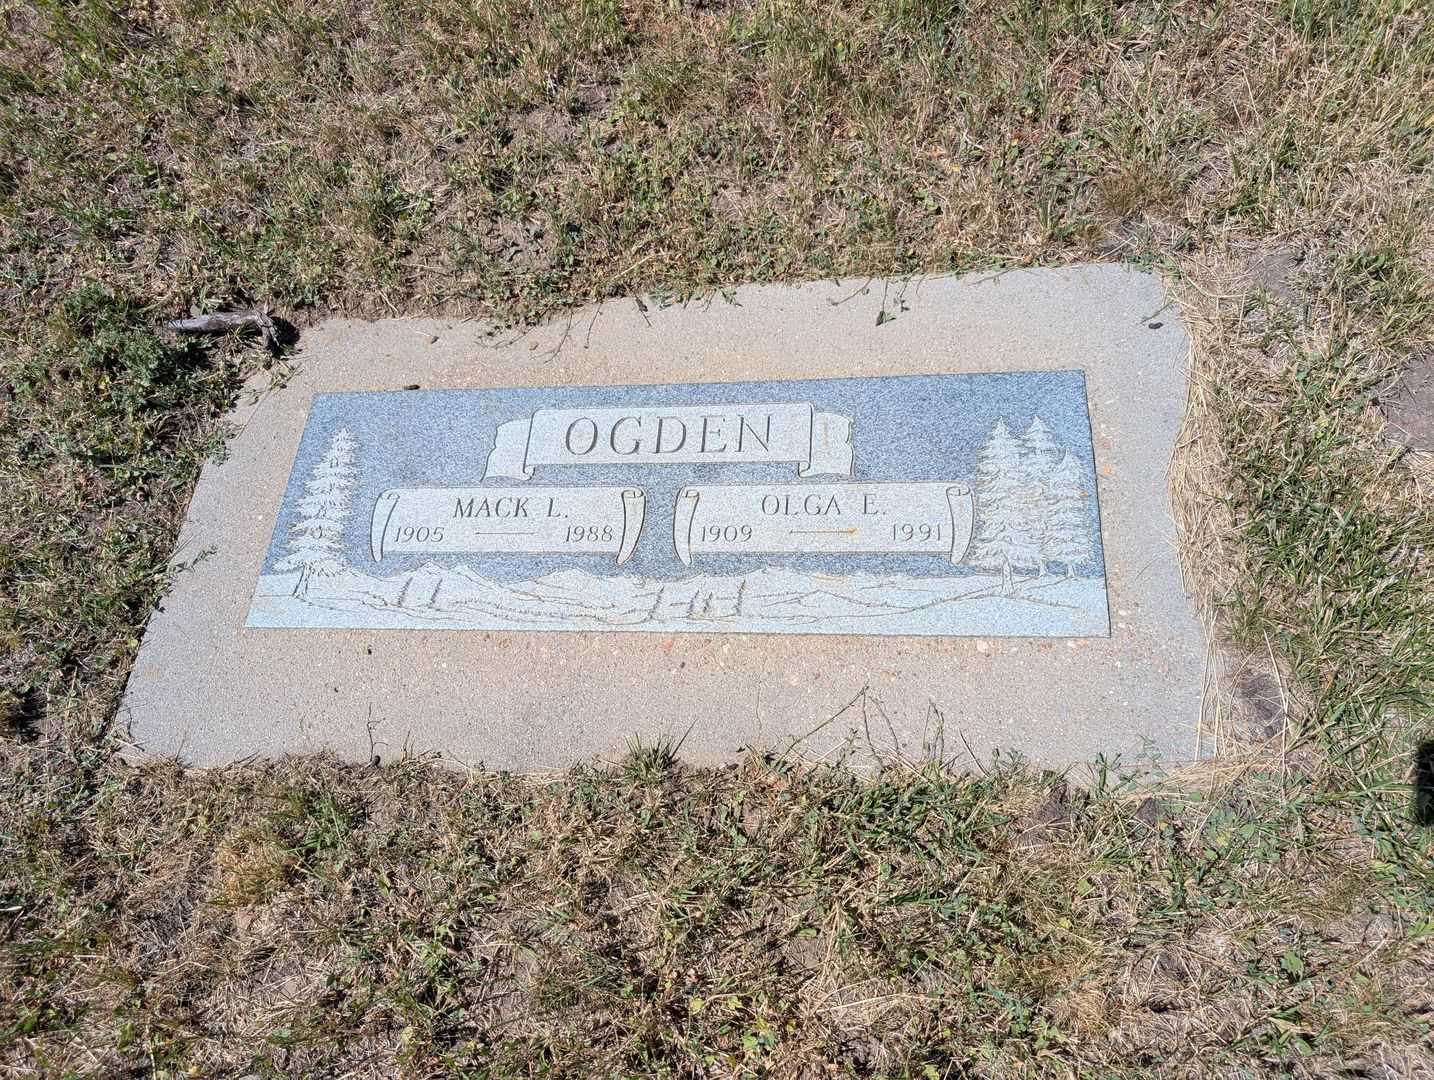 OGDEN
MACK L.
1905 — 1988
OLGA E.
1909 — 1991